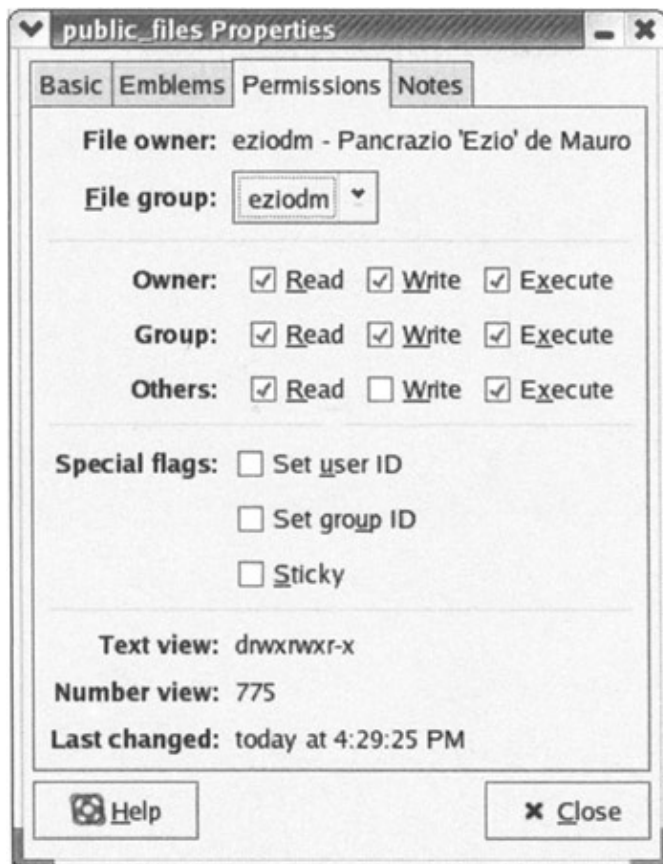 public_files Properties
Basic Emblems Permissions Notes
File owner: eziodm - Pancrazio 'Ezio' de Mauro
File group: eziodm
Owner: Read Write Execute
Group: Read Write Execute
Others: Read Write Execute
Special flags: Set user ID
Set group ID
Sticky
Text view: drwxrwxr-x
Number view: 775
Last changed: today at 4:29:25 PM
Help Close